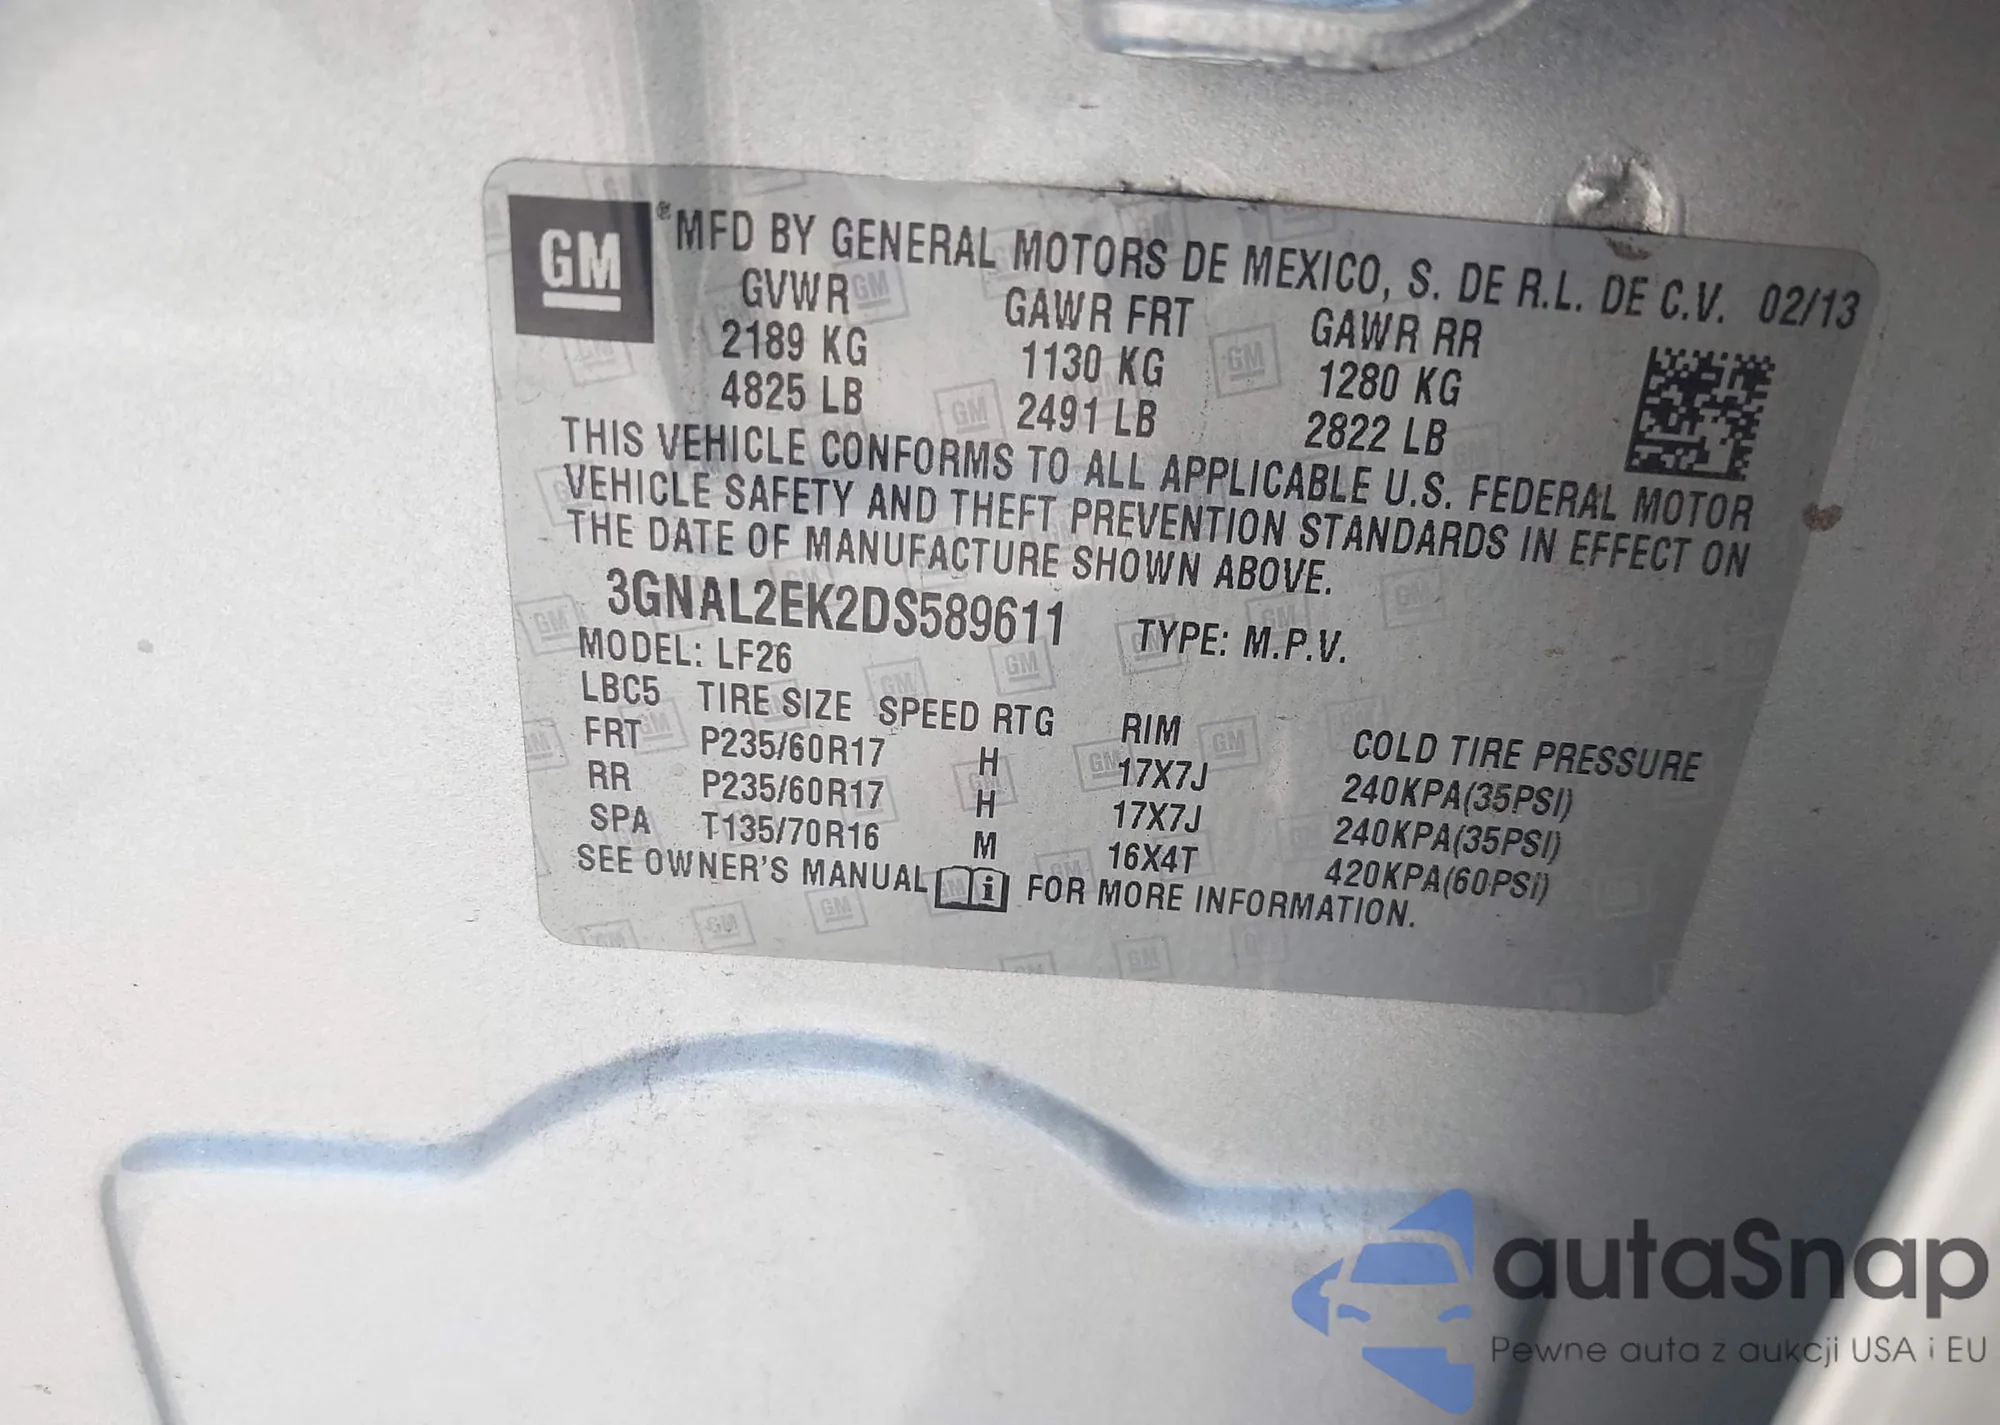 GM ® MFD BY GENERAL MOTORS DE MEXICO, S. DE R.L. DE C.V. 02/13
GVWR GAWR FRT GAWR RR
2189 KG 1130 KG 1280 KG
4825 LB 2491 LB 2822 LB
THIS VEHICLE CONFORMS TO ALL APPLICABLE U.S. FEDERAL MOTOR
VEHICLE SAFETY AND THEFT PREVENTION STANDARDS IN EFFECT ON
THE DATE OF MANUFACTURE SHOWN ABOVE.
3GNAL2EK2DS589611 TYPE: M.P.V.
MODEL: LF26
LBC5 TIRE SIZE SPEED RTG RIM COLD TIRE PRESSURE
FRT P235/60R17 H 17X7J 240KPA(35PSI)
RR P235/60R17 H 17X7J 240KPA(35PSI)
SPA T135/70R16 M 16X4T 420KPA(60PSI)
SEE OWNER'S MANUAL i FOR MORE INFORMATION.
autaSnap
Pewne auta z aukcji USA i EU